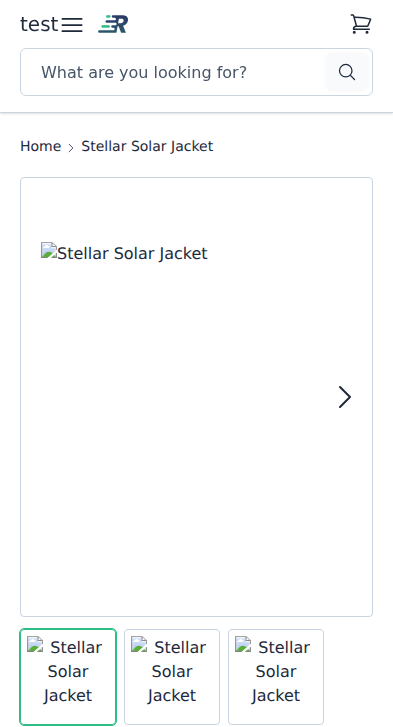 test
What are you looking for?
Home > Stellar Solar Jacket
Stellar Solar Jacket
Stellar
Solar
Jacket
Stellar
Solar
Jacket
Stellar
Solar
Jacket